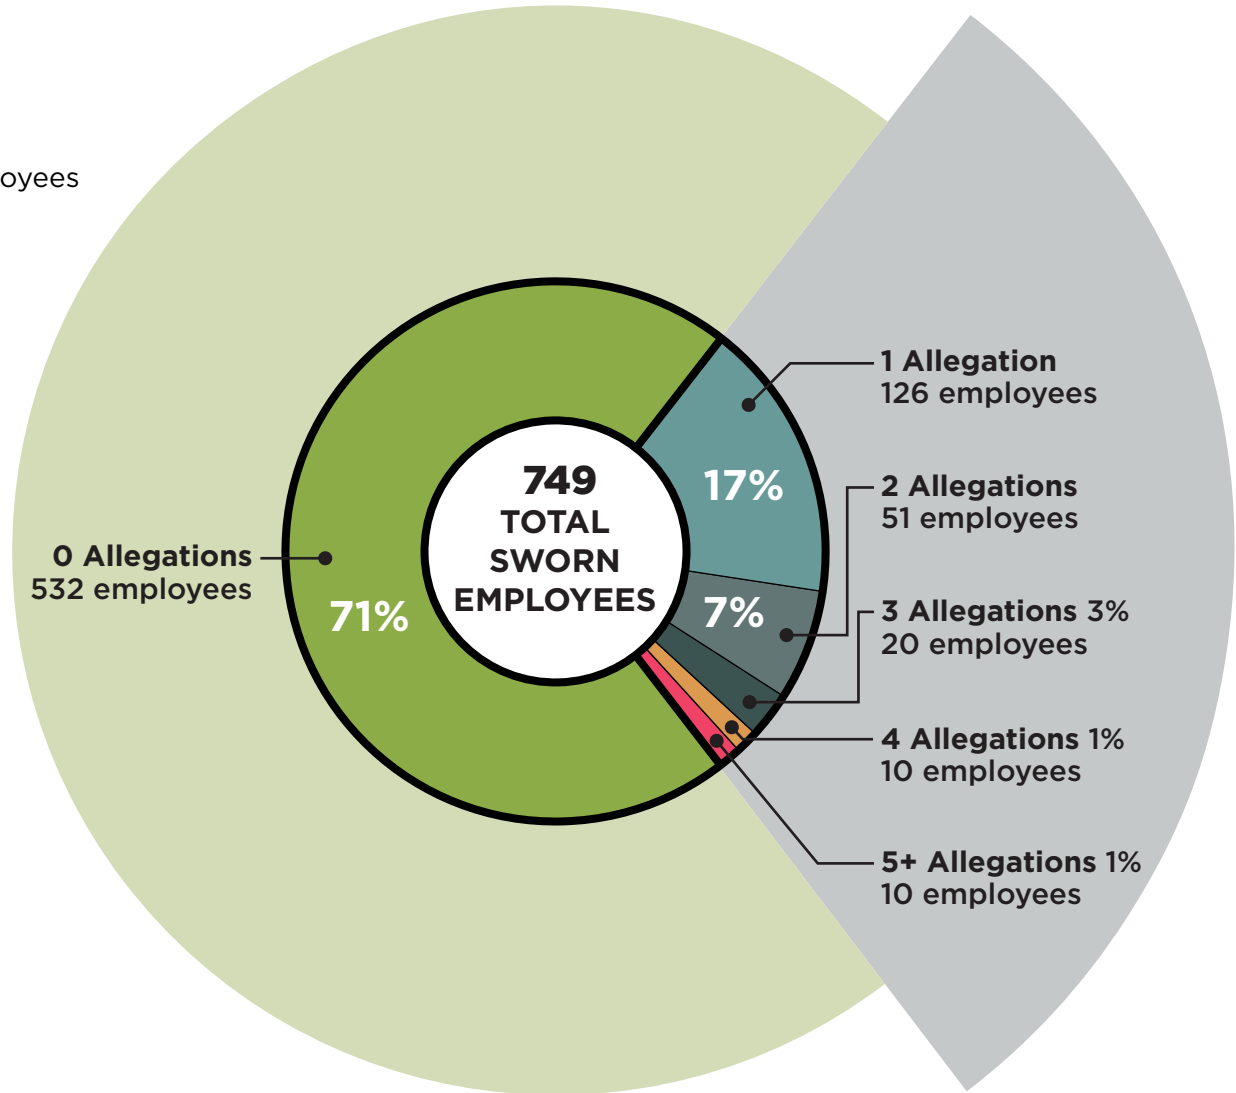 oyees
749
TOTAL
SWORN
EMPLOYEES
0 Allegations
532 employees
71%
17%
7%
1 Allegation
126 employees
2 Allegations
51 employees
3 Allegations 3%
20 employees
4 Allegations 1%
10 employees
5+ Allegations 1%
10 employees